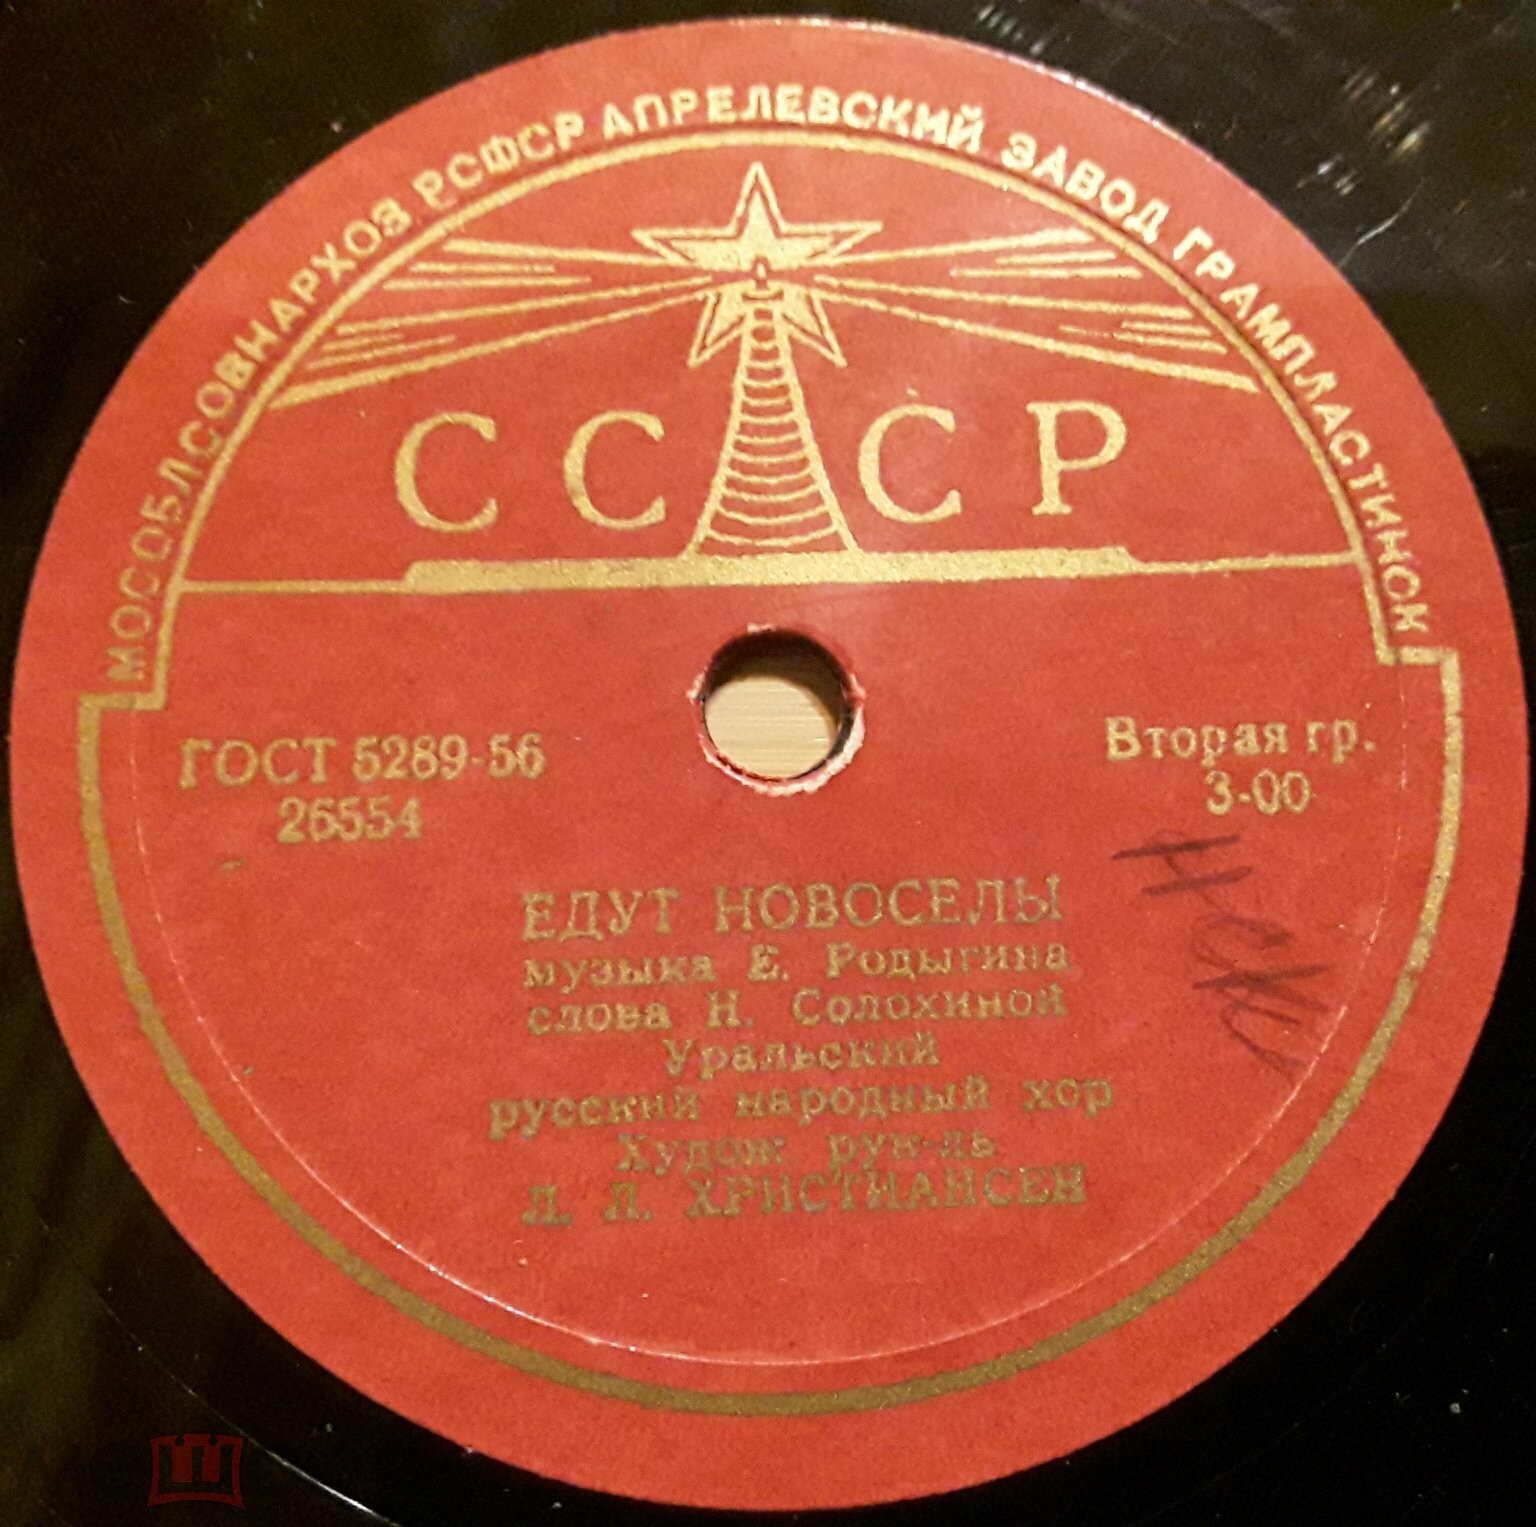 МОСОБЛСОВНАРХОЗ РСФСР АПРЕЛЕВСКИЙ ЗАВОД ГРАМПЛАСТИНОК
СССР
ГОСТ 5289-56
26554
Вторая гр.
3-00
ЕДУТ НОВОСЕЛЫ
музыка Е. Родыгина
слова Н. Солохиной
Уральский
русский народный хор
Худож. рук-ль
Л. Л. ХРИСТИАНСЕН